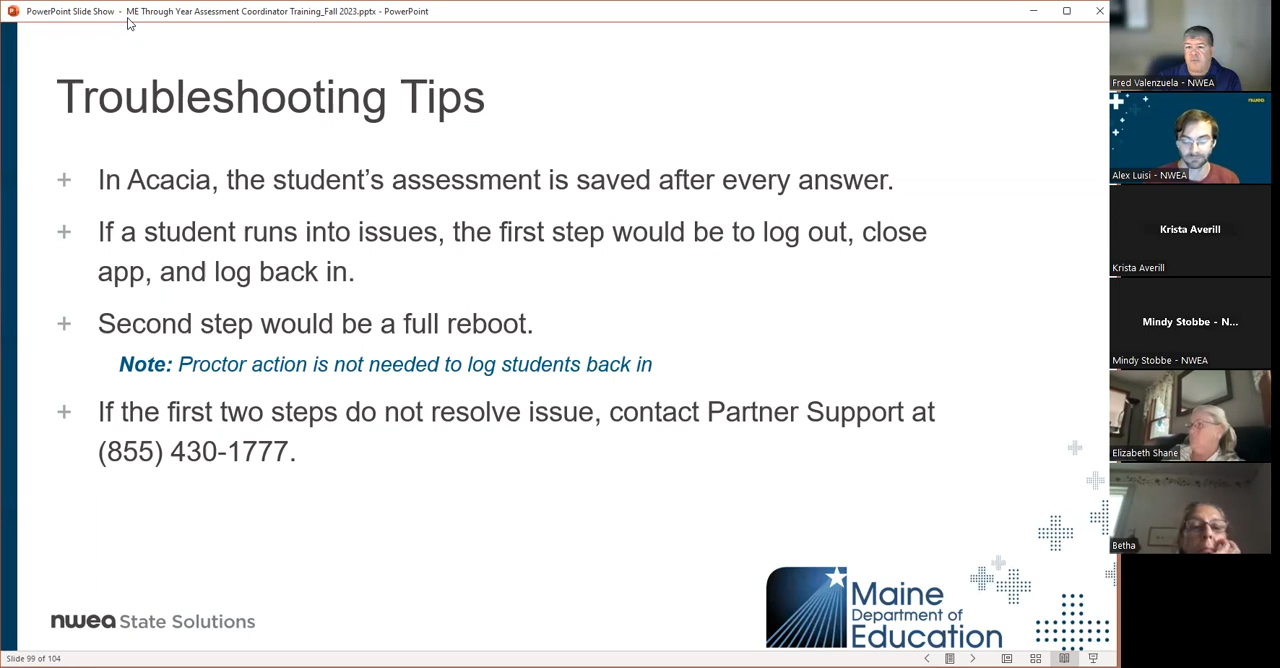 PowerPoint Slide Show - ME Through Year Assessment Coordinator Training_Fall 2023.pptx - PowerPoint
Troubleshooting Tips
+ In Acacia, the student’s assessment is saved after every answer.
+ If a student runs into issues, the first step would be to log out, close
app, and log back in.
+ Second step would be a full reboot.
Note: Proctor action is not needed to log students back in
+ If the first two steps do not resolve issue, contact Partner Support at
(855) 430-1777.
nwea State Solutions
Maine
Department of
Education
Slide 99 of 104
Fred Valenzuela - NWEA
nwea
Alex Luisi - NWEA
Krista Averill
Krista Averill
Mindy Stobbe - N...
Mindy Stobbe - NWEA
Elizabeth Shane
Betha